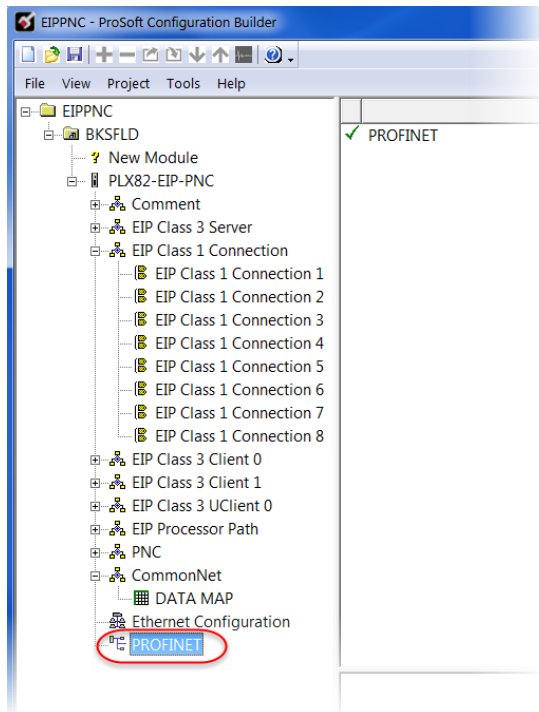 EIPPNC - ProSoft Configuration Builder
File View Project Tools Help
EIPPNC
BKSFLD
New Module
PLX82-EIP-PNC
Comment
EIP Class 3 Server
EIP Class 1 Connection
EIP Class 1 Connection 1
EIP Class 1 Connection 2
EIP Class 1 Connection 3
EIP Class 1 Connection 4
EIP Class 1 Connection 5
EIP Class 1 Connection 6
EIP Class 1 Connection 7
EIP Class 1 Connection 8
EIP Class 3 Client 0
EIP Class 3 Client 1
EIP Class 3 UClient 0
EIP Processor Path
PNC
CommonNet
DATA MAP
Ethernet Configuration
PROFINET
PROFINET